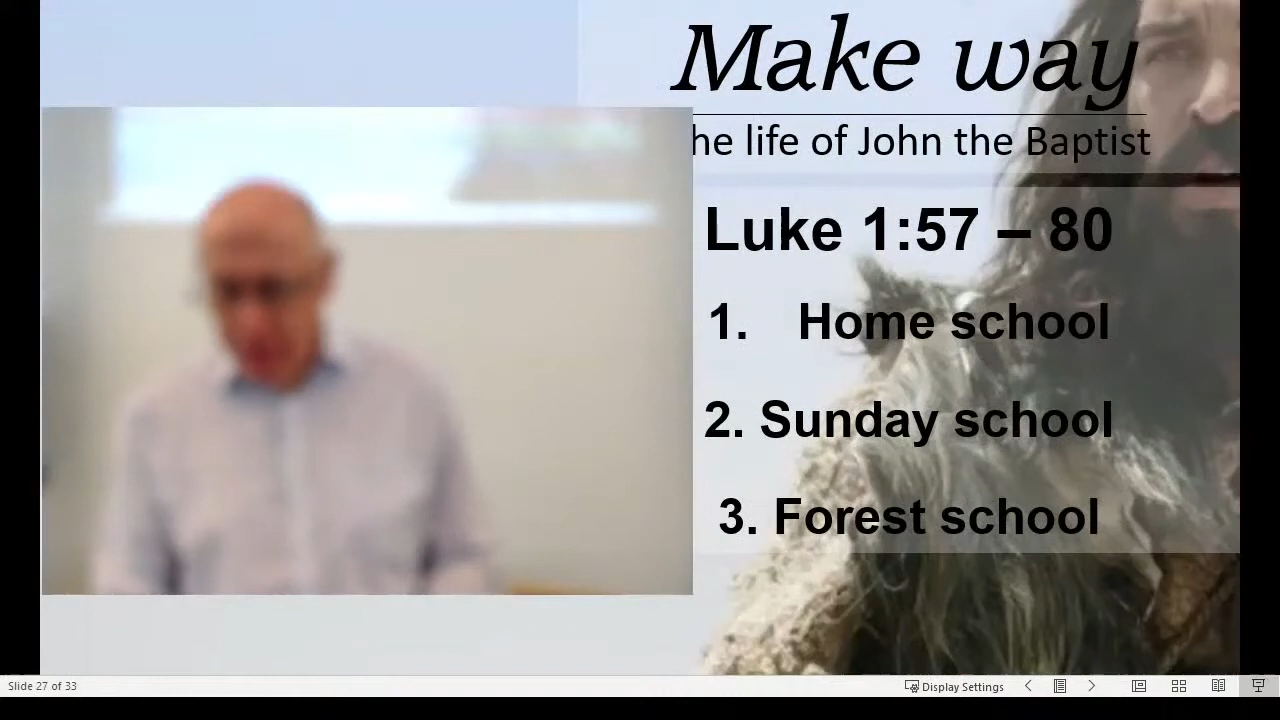 Make way
he life of John the Baptist
Luke 1:57 – 80
1. Home school
2. Sunday school
3. Forest school
Slide 27 of 33
Display Settings